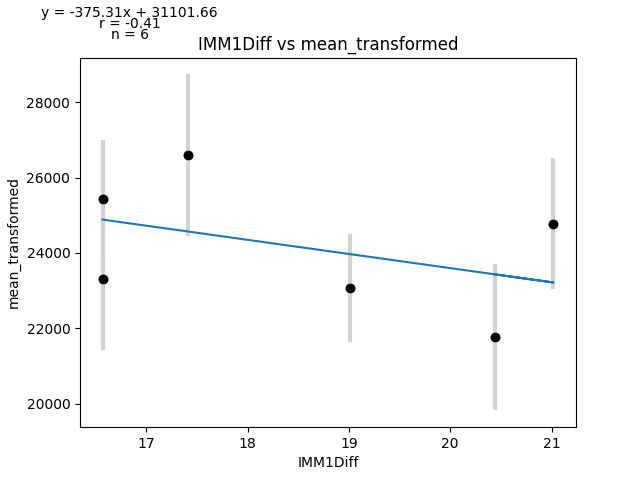 y = -375.31x + 31101.66
r = -0.41
n = 6
IMM1Diff vs mean_transformed
28000
26000
24000
22000
20000
mean_transformed
17 18 19 20 21
IMM1Diff